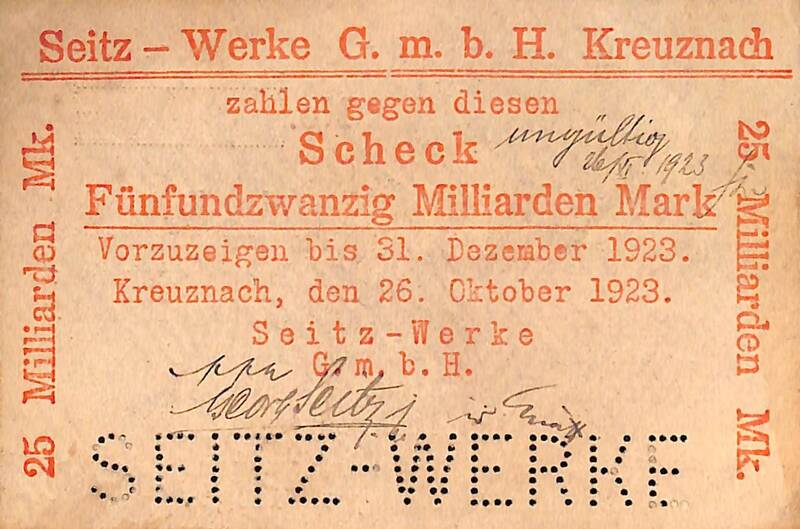 Seitz – Werke G. m. b. H. Kreuznach
zahlen gegen diesen
Scheck
ungültig
1923
Fünfundzwanzig Milliarden Mark
Vorzuzeigen bis 31. Dezember 1923.
Kreuznach, den 26. Oktober 1923.
Seitz-Werke
G. m. b. H.
ppa
Georg Seitz jr
SEITZ-WERKE
25 Milliarden Mk.
25 Milliarden Mk.